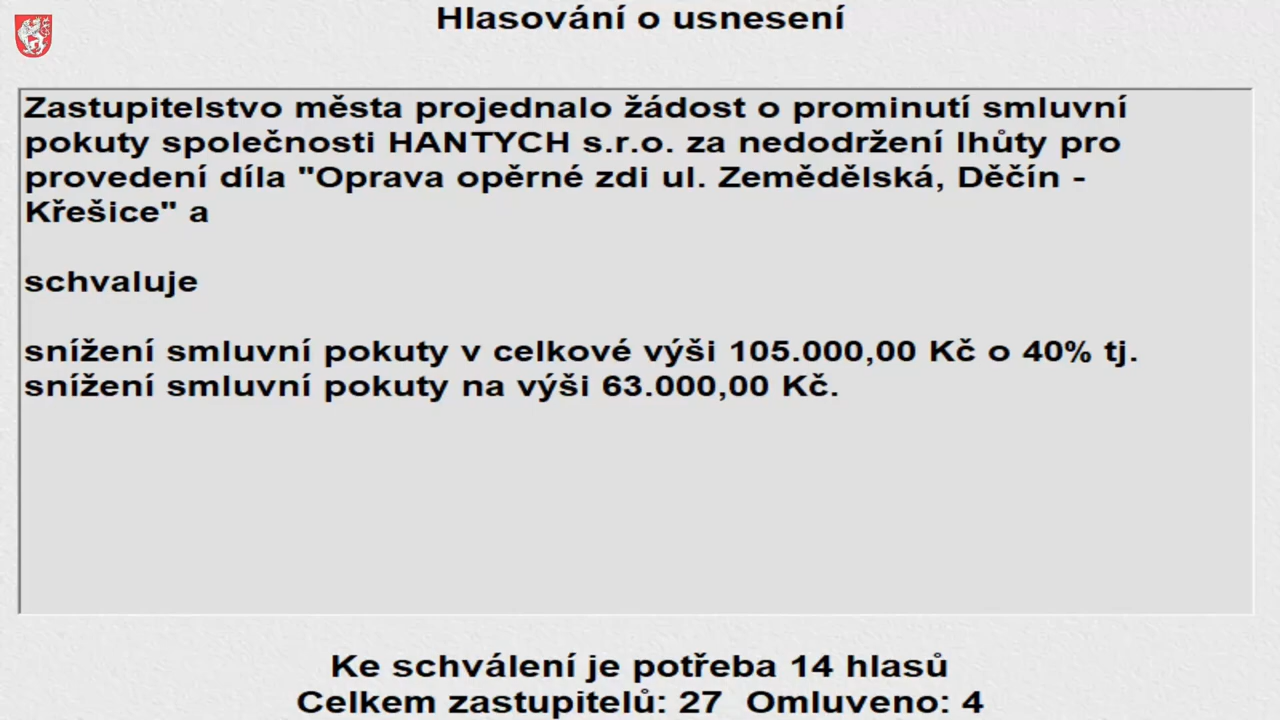 Hlasování o usnesení
Zastupitelstvo města projednalo žádost o prominutí smluvní
pokuty společnosti HANTYCH s.r.o. za nedodržení lhůty pro
provedení díla "Oprava opěrné zdi ul. Zemědělská, Děčín -
Křešice" a
schvaluje
snížení smluvní pokuty v celkové výši 105.000,00 Kč o 40% tj.
snížení smluvní pokuty na výši 63.000,00 Kč.
Ke schválení je potřeba 14 hlasů
Celkem zastupitelů: 27 Omluveno: 4